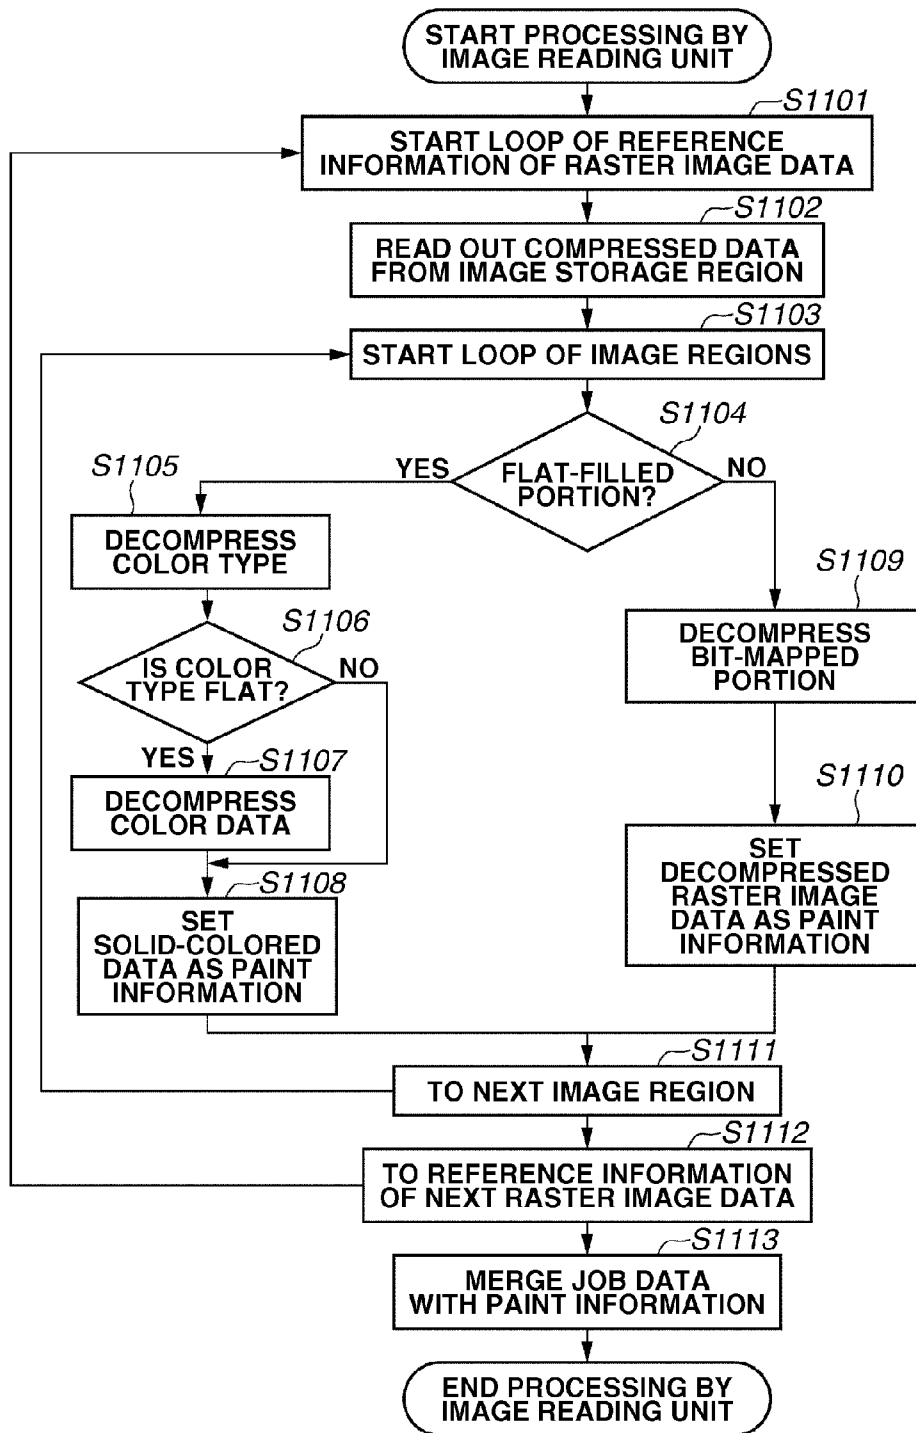 START PROCESSING BY
IMAGE READING UNIT
S1101
START LOOP OF REFERENCE
INFORMATION OF RASTER IMAGE DATA
S1102
READ OUT COMPRESSED DATA
FROM IMAGE STORAGE REGION
S1103
START LOOP OF IMAGE REGIONS
S1104
FLAT-FILLED
PORTION?
YES
NO
S1105
DECOMPRESS
COLOR TYPE
S1106
IS COLOR
TYPE FLAT?
NO
YES
S1107
DECOMPRESS
COLOR DATA
S1108
SET
SOLID-COLORED
DATA AS PAINT
INFORMATION
S1109
DECOMPRESS
BIT-MAPPED
PORTION
S1110
SET
DECOMPRESSED
RASTER IMAGE
DATA AS PAINT
INFORMATION
S1111
TO NEXT IMAGE REGION
S1112
TO REFERENCE INFORMATION
OF NEXT RASTER IMAGE DATA
S1113
MERGE JOB DATA
WITH PAINT INFORMATION
END PROCESSING BY
IMAGE READING UNIT